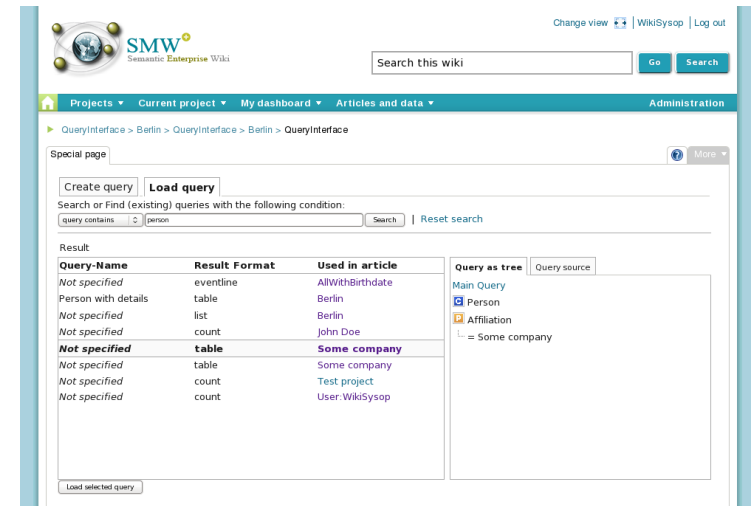 Change view | WikiSysop | Log out
SMW+
Semantic Enterprise Wiki
Search this wiki Go Search
Projects Current project My dashboard Articles and data Administration
QueryInterface > Berlin > QueryInterface > Berlin > QueryInterface
Special page ? More
Create query Load query
Search or Find (existing) queries with the following condition:
query contains person Search | Reset search
Result
Query-Name Result Format Used in article
Not specified eventline AllWithBirthdate
Person with details table Berlin
Not specified list Berlin
Not specified count John Doe
Not specified table Some company
Not specified table Some company
Not specified count Test project
Not specified count User:WikiSysop
Load selected query
Query as tree Query source
Main Query
C Person
P Affiliation
= Some company